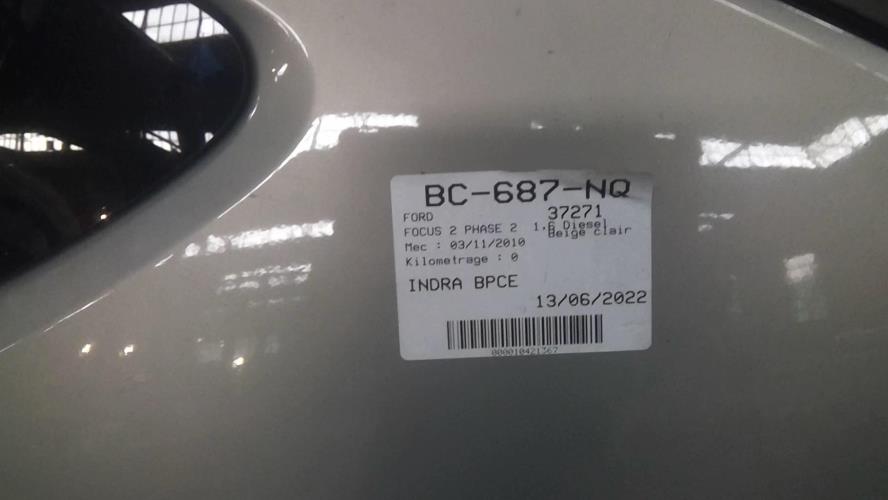 BC-687-NQ
FORD 37271
FOCUS 2 PHASE 2 1.6 Diesel
Beige clair
Mec : 03/11/2010
Kilometrage : 0
INDRA BPCE
13/06/2022